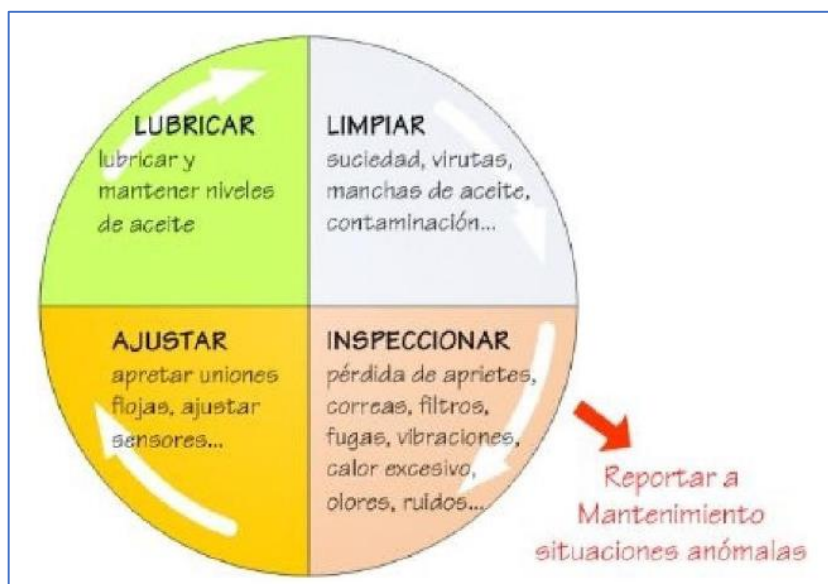 LUBRICAR
lubricar y
mantener niveles
de aceite
LIMPIAR
suciedad, virutas,
manchas de aceite,
contaminación...
AJUSTAR
apretar uniones
flojas, ajustar
sensores...
INSPECCIONAR
pérdida de aprietes,
correas, filtros,
fugas, vibraciones,
calor excesivo,
olores, ruidos...
Reportar a
Mantenimiento
situaciones anómalas